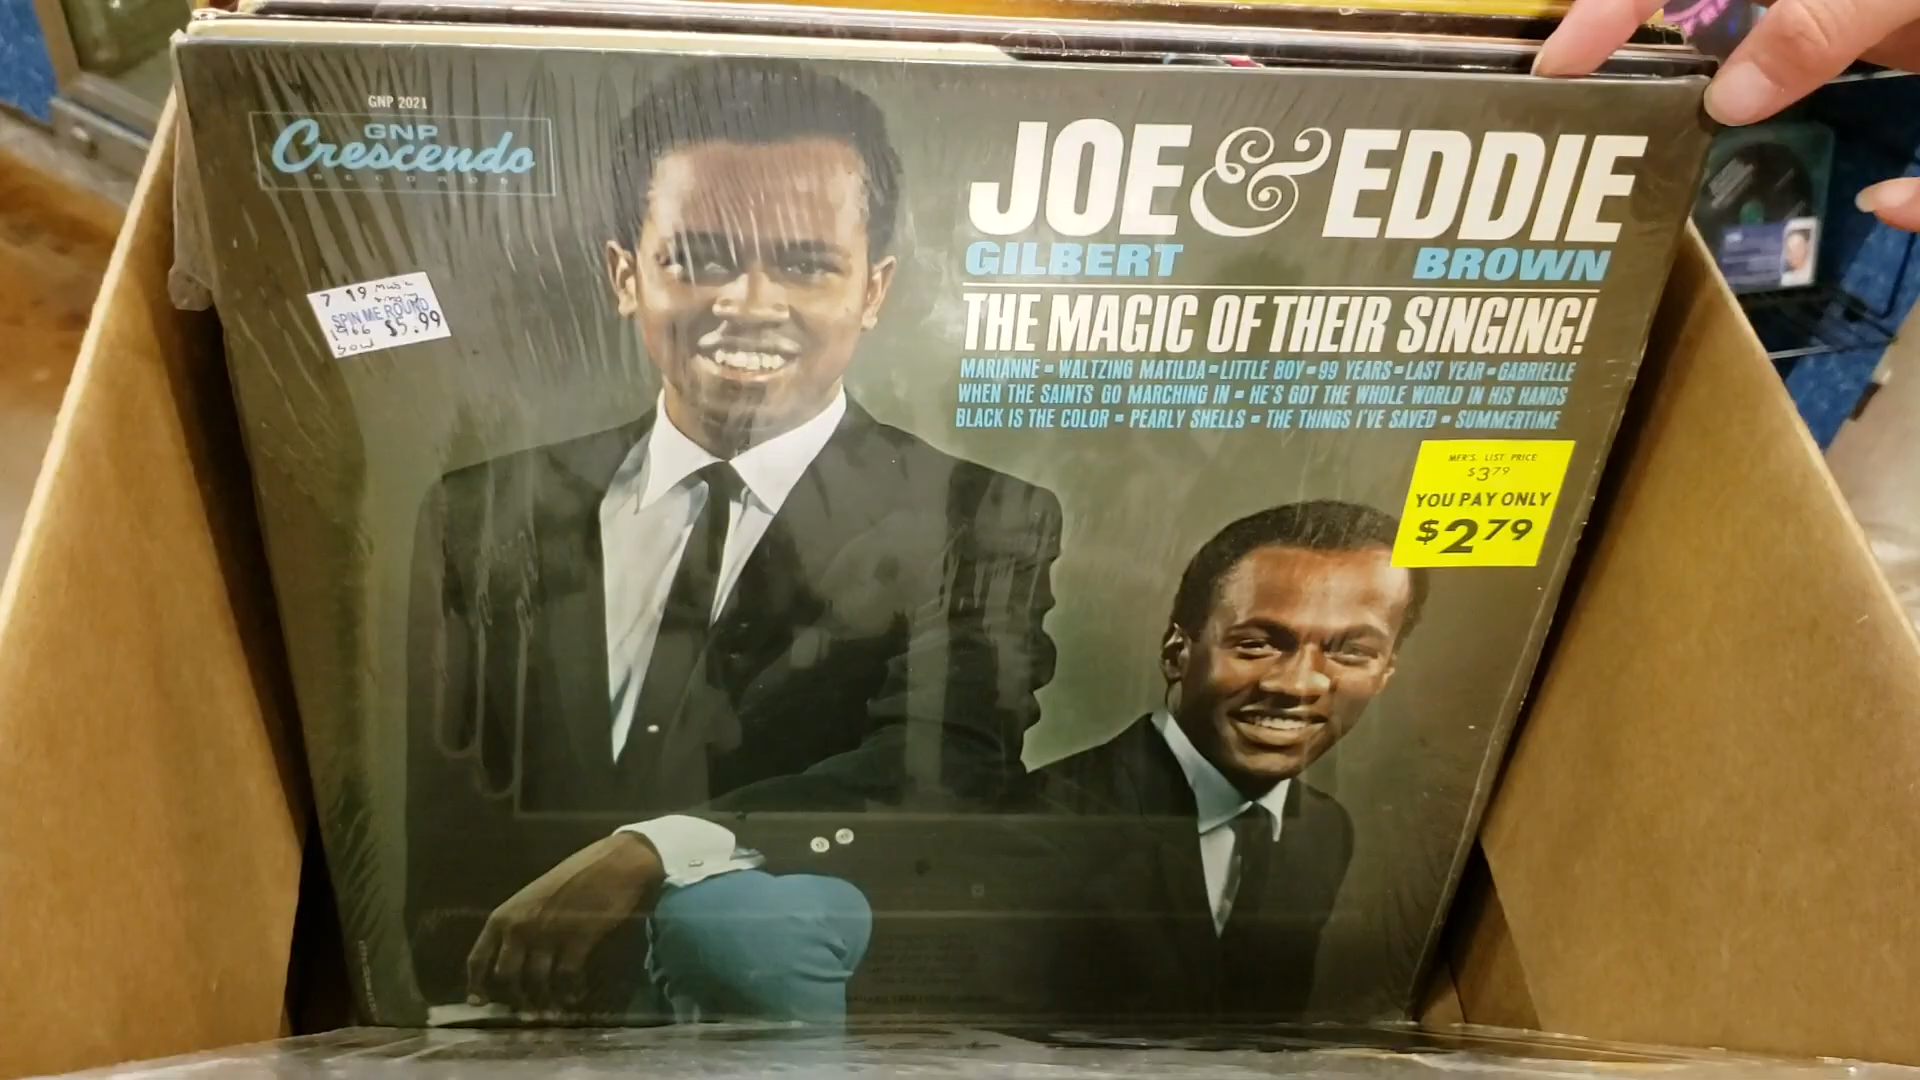 GNP 2021
GNP
Crescendo
RECORDS
JOE & EDDIE
GILBERT BROWN
THE MAGIC OF THEIR SINGING!
MARIANNE - WALTZING MATILDA - LITTLE BOY - 99 YEARS - LAST YEAR - GABRIELLE
WHEN THE SAINTS GO MARCHING IN - HE'S GOT THE WHOLE WORLD IN HIS HANDS
BLACK IS THE COLOR - PEARLY SHELLS - THE THINGS I'VE SAVED - SUMMERTIME
7 19
SPIN ME ROUND
$5.99
MFR'S. LIST PRICE
$3.79
YOU PAY ONLY
$2.79